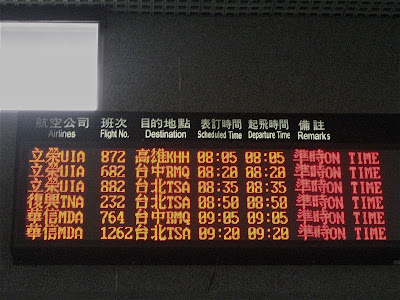 航空公司 班次 目的地點 表訂時間 起飛時間 備註
Airlines Flight No. Destination Scheduled Time Departure Time Remarks
立榮UIA 872 高雄KHH 08:05 08:05 準時ON TIME
立榮UIA 682 台中RMQ 08:20 08:20 準時ON TIME
立榮UIA 882 台北TSA 08:35 08:35 準時ON TIME
復興TNA 232 台北TSA 08:50 08:50 準時ON TIME
華信MDA 764 台中RMQ 09:05 09:05 準時ON TIME
華信MDA 1262 台北TSA 09:20 09:20 準時ON TIME